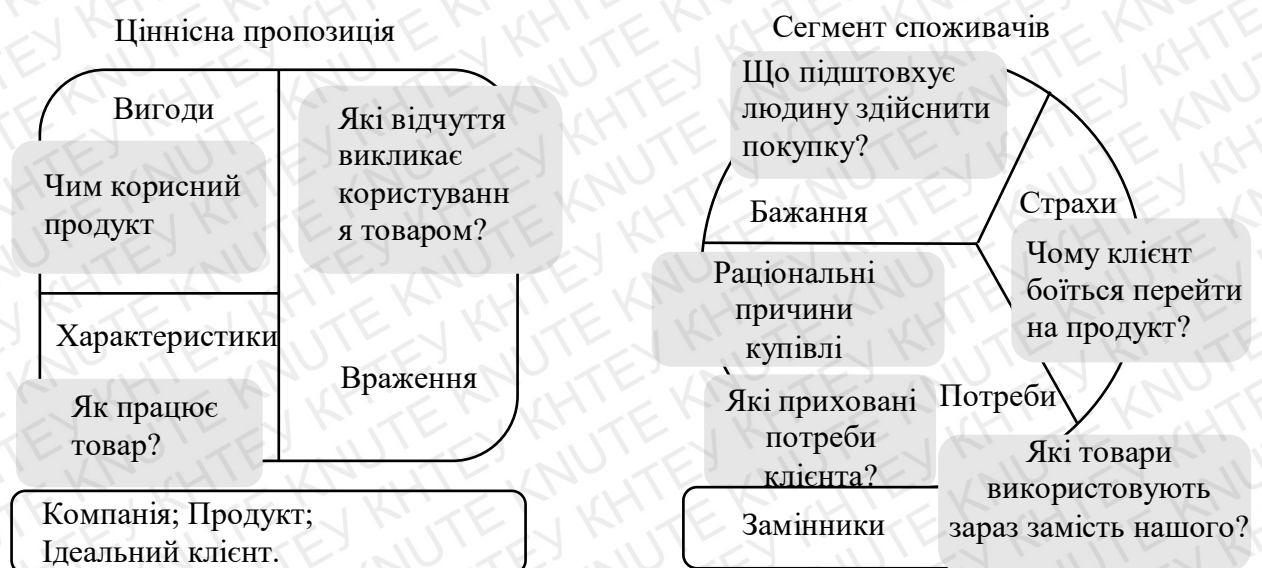 Ціннісна пропозиція
Вигоди
Чим корисний
продукт
Які відчуття
викликає
користуванн
я товаром?
Характеристики
Як працює
товар?
Враження
Компанія; Продукт;
Ідеальний клієнт.
Сегмент споживачів
Що підштовхує
людину здійснити
покупку?
Бажання
Страхи
Чому клієнт
боїться перейти
на продукт?
Раціональні
причини
купівлі
Які приховані
потреби
клієнта?
Потреби
Замінники
Які товари
використовують
зараз замість нашого?